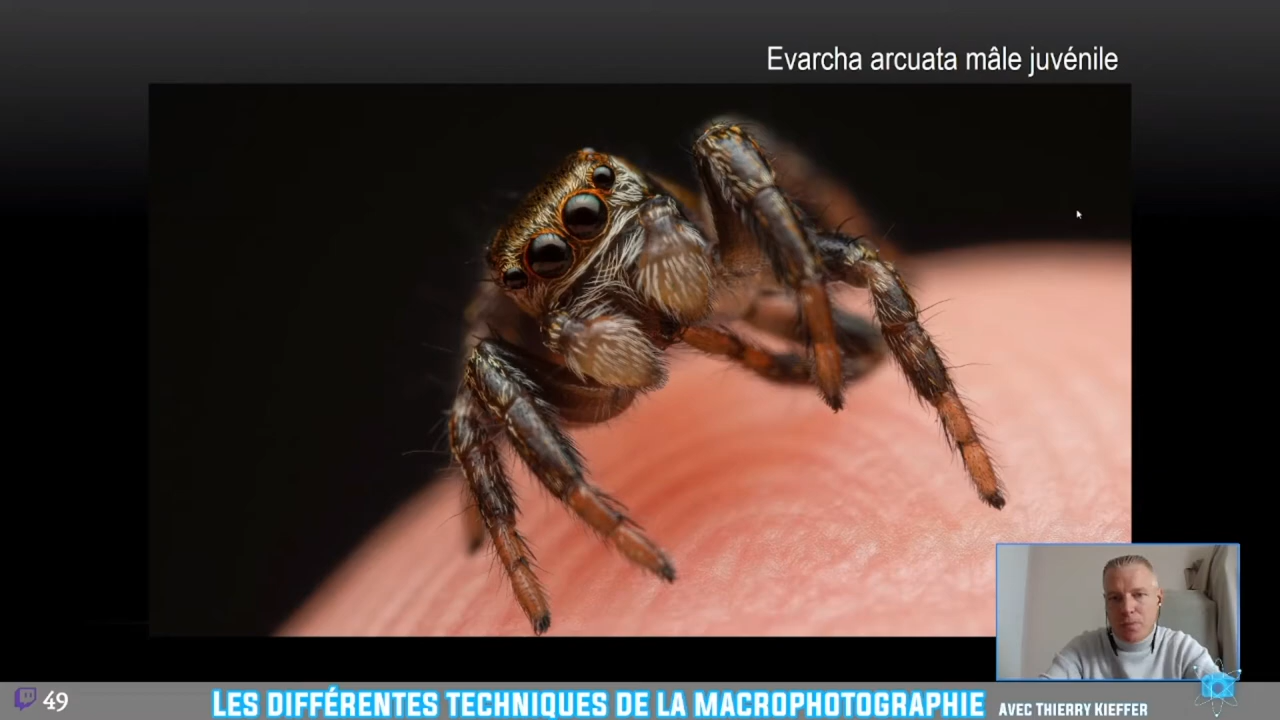 Evarcha arcuata mâle juvénile
49
LES DIFFÉRENTES TECHNIQUES DE LA MACROPHOTOGRAPHIE AVEC THIERRY KIEFFER